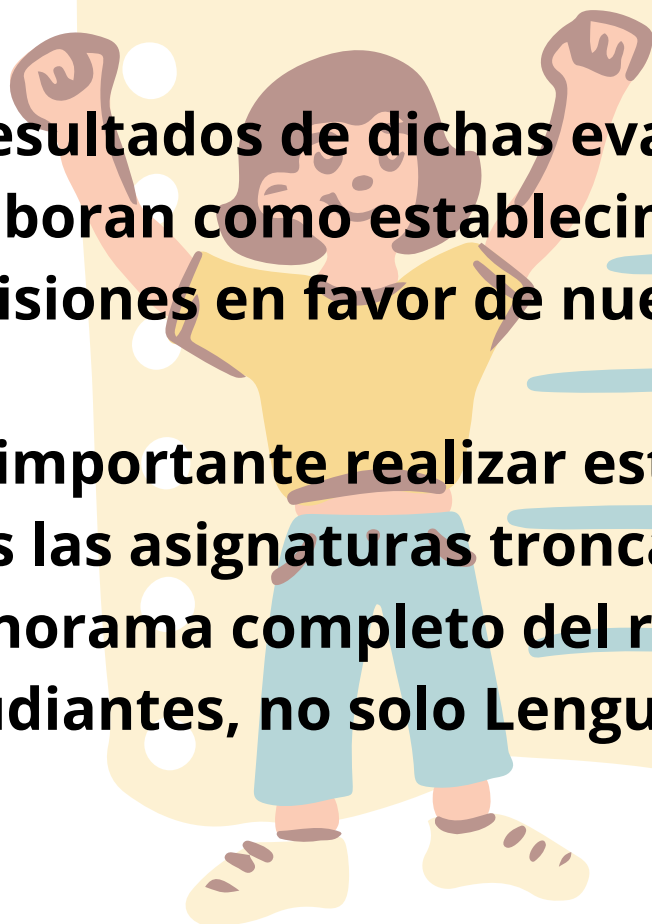 esultados de dichas eva
boran como establecim
isiones en favor de nue
importante realizar est
s las asignaturas tronca
norama completo del r
udiantes, no solo Lengu